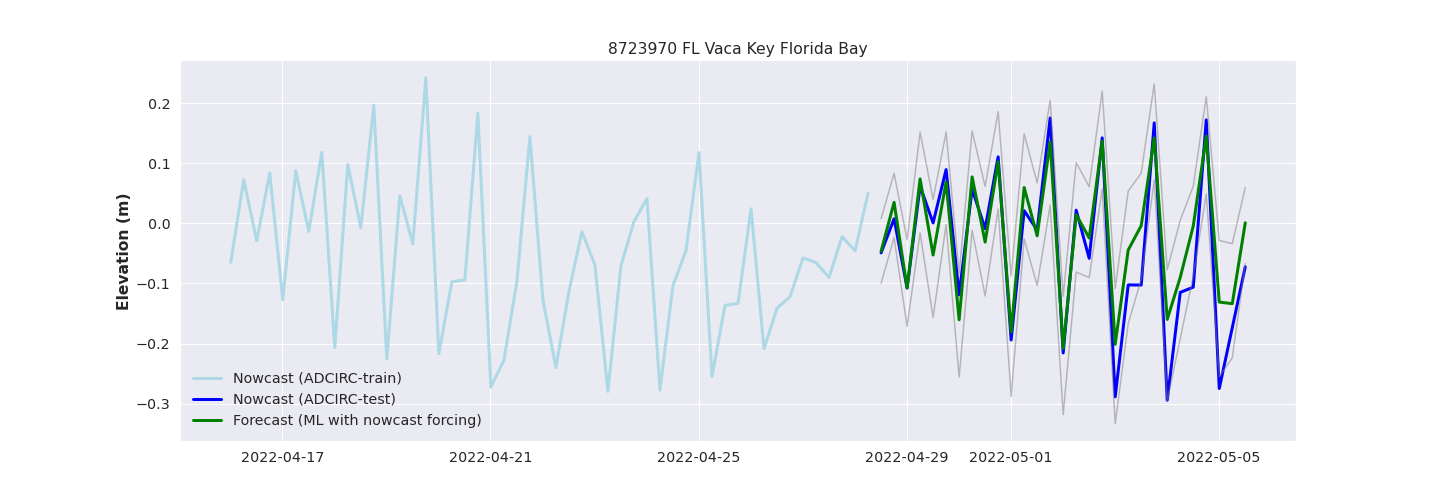 8723970 FL Vaca Key Florida Bay
Elevation (m)
0.2
0.1
0.0
−0.1
−0.2
−0.3
Nowcast (ADCIRC-train)
Nowcast (ADCIRC-test)
Forecast (ML with nowcast forcing)
2022-04-17 2022-04-21 2022-04-25 2022-04-29 2022-05-01 2022-05-05